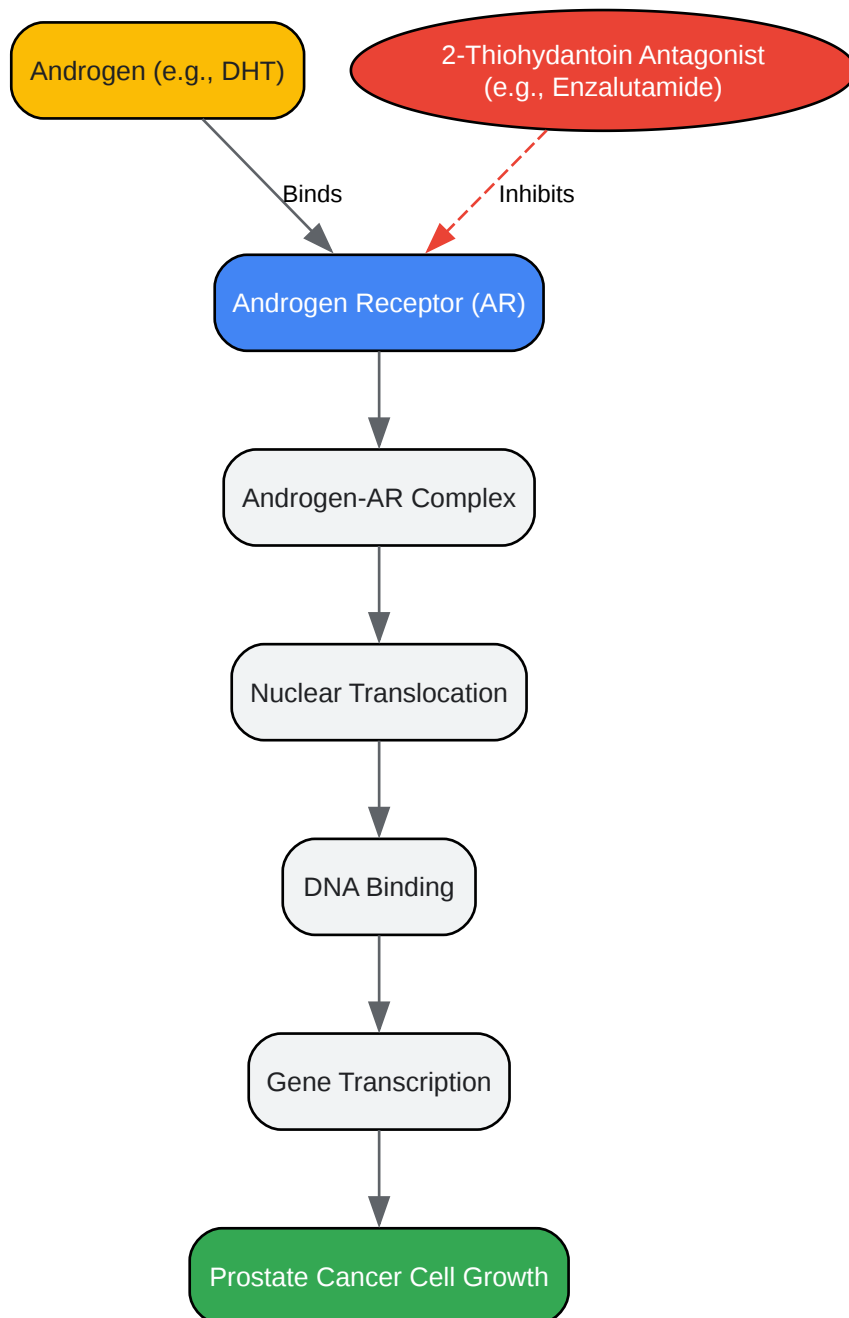 Androgen (e.g., DHT)
2-Thiohydantoin Antagonist
(e.g., Enzalutamide)
Binds
Inhibits
Androgen Receptor (AR)
Androgen-AR Complex
Nuclear Translocation
DNA Binding
Gene Transcription
Prostate Cancer Cell Growth